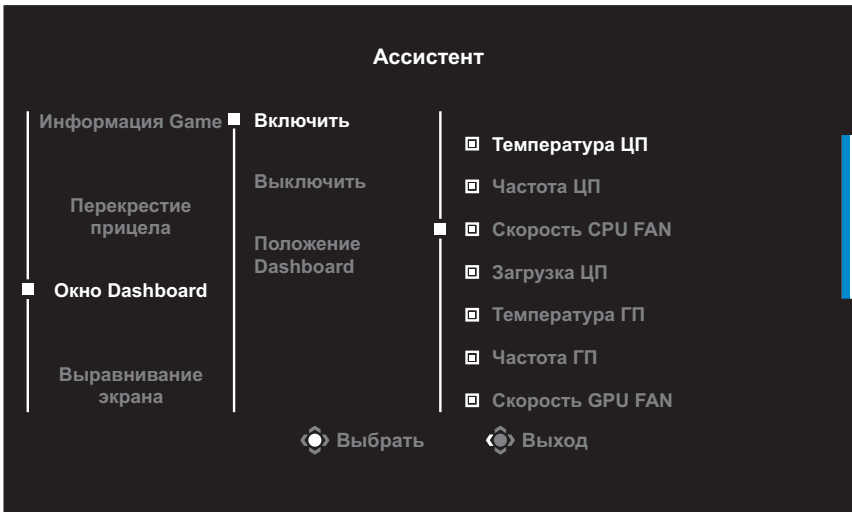 Ассистент
Информация Game
Перекрестие
прицела
Окно Dashboard
Выравнивание
экрана
Включить
Выключить
Положение
Dashboard
Температура ЦП
Частота ЦП
Скорость CPU FAN
Загрузка ЦП
Температура ГП
Частота ГП
Скорость GPU FAN
Выбрать
Выход